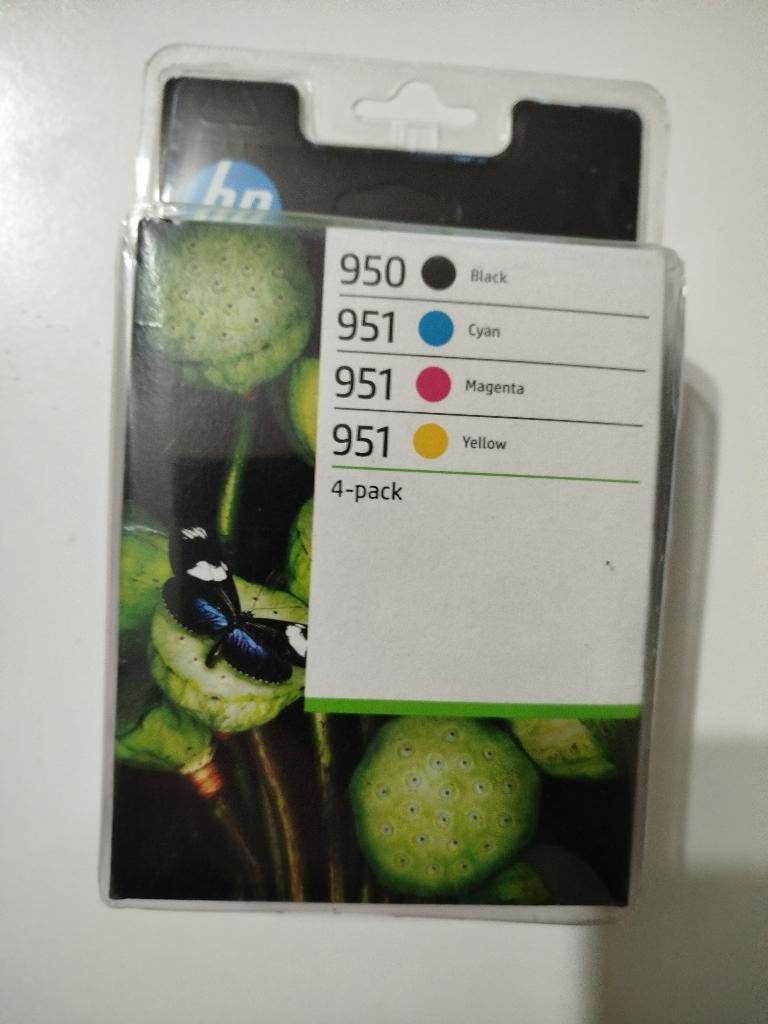 hp
950 Black
951 Cyan
951 Magenta
951 Yellow
4-pack